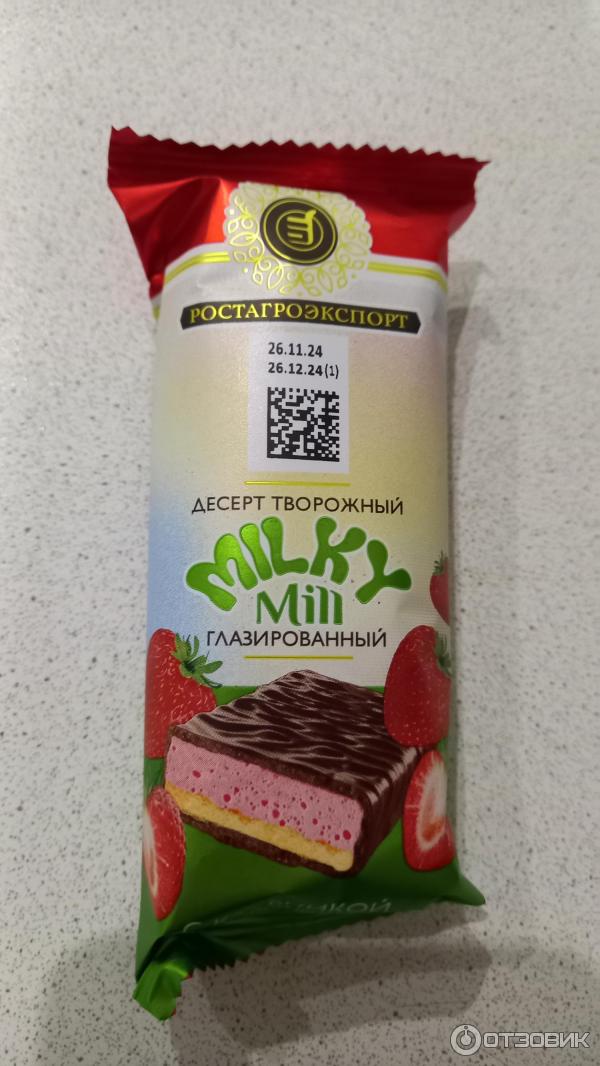 РОСТАГРОЭКСПОРТ
26.11.24
26.12.24(1)
ДЕСЕРТ ТВОРОЖНЫЙ
MILKY
Mill
ГЛАЗИРОВАННЫЙ
ОТЗОВИК